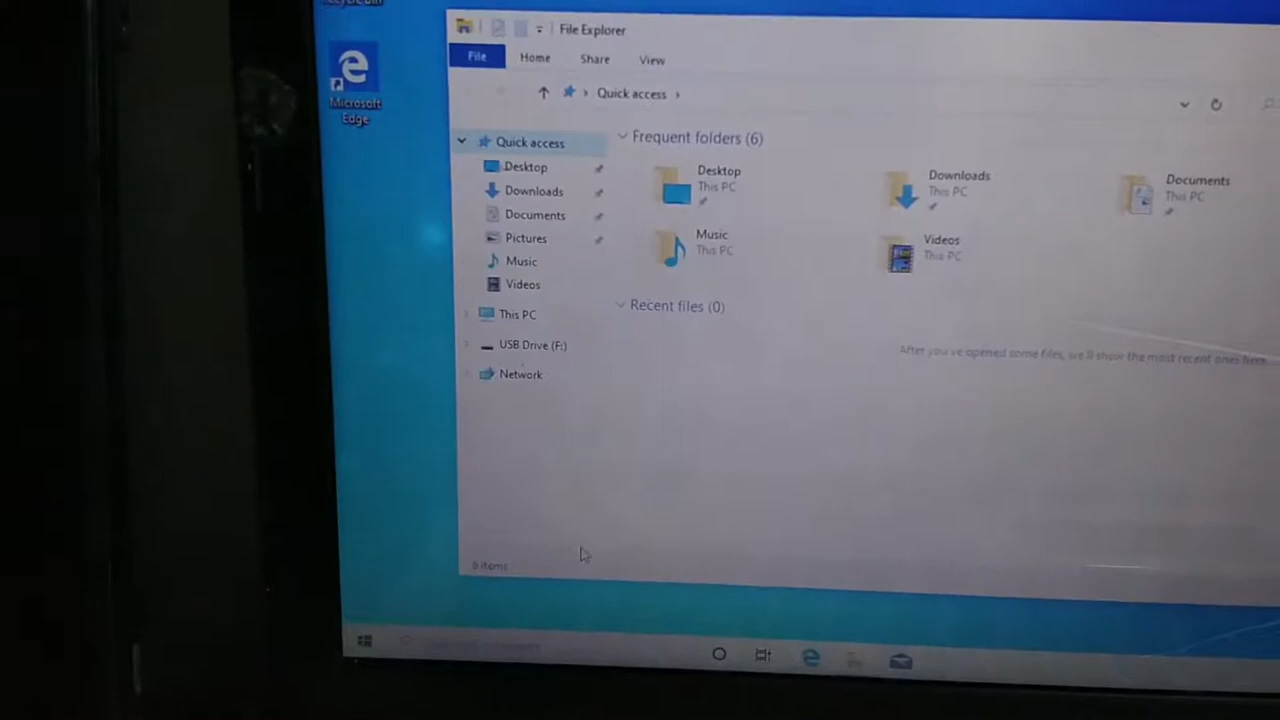 File Explorer
File Home Share View
Quick access
Quick access
Desktop
Downloads
Documents
Pictures
Music
Videos
This PC
USB Drive (F:)
Network
Frequent folders (6)
Desktop
This PC
Downloads
This PC
Documents
This PC
Music
This PC
Videos
This PC
Recent files (0)
After you've opened some files, we'll show the most recent ones here.
6 items
Microsoft
Edge